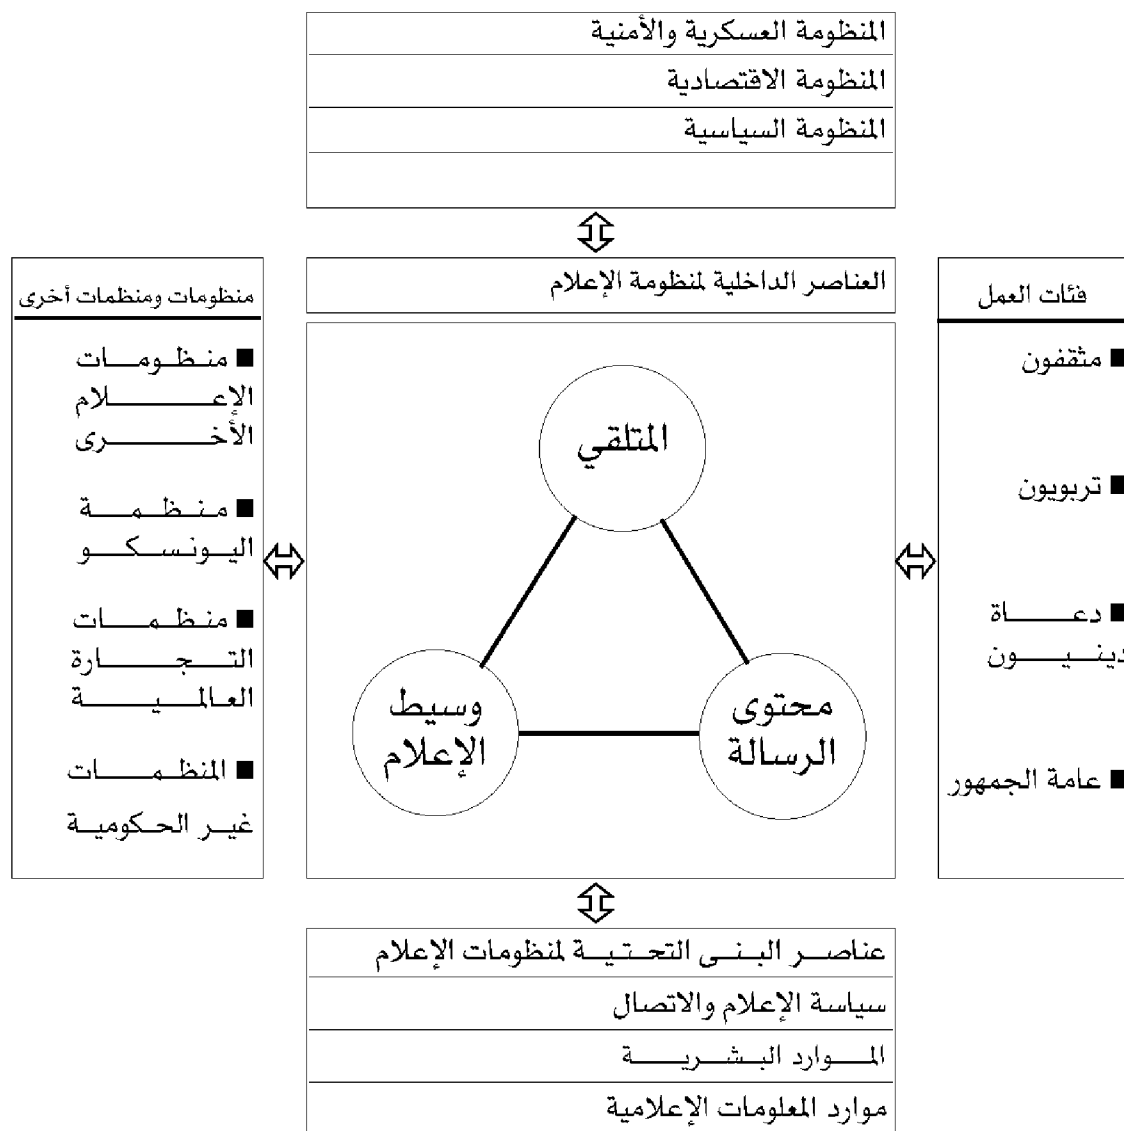 المنظومة العسكرية والأمنية
المنظومة الاقتصادية
المنظومة السياسية
العناصر الداخلية لمنظومة الإعلام
فئات العمل
■ مثقفون
■ تربويون
■ دعاة
دينيون
■ عامة الجمهور
المتلقي
محتوى
الرسالة
وسيط
الإعلام
منظومات ومنظمات أخرى
■ منظومات
الإعلام
الأخرى
■ منظمة
اليونسكو
■ منظمات
التجارة
العالمية
■ المنظمات
غير الحكومية
عناصر البنى التحتية لمنظومات الإعلام
سياسة الإعلام والاتصال
الموارد البشرية
موارد المعلومات الإعلامية